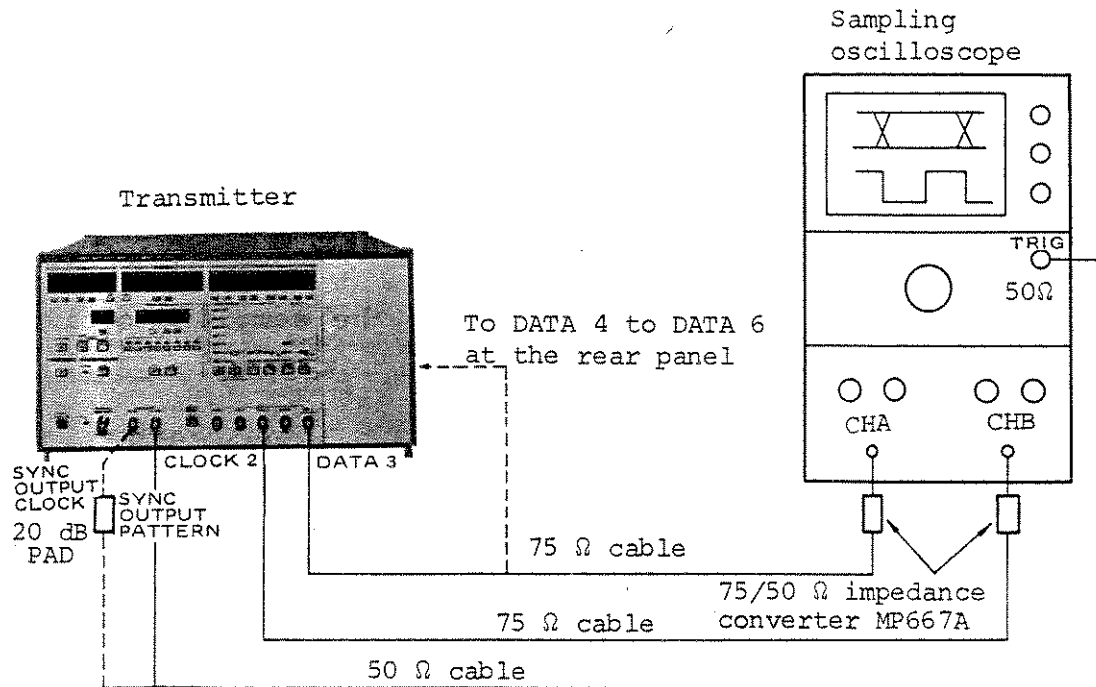 Sampling
oscilloscope
Transmitter
TRIG
50Ω
To DATA 4 to DATA 6
at the rear panel
CHA
CHB
CLOCK 2
DATA 3
SYNC
OUTPUT
CLOCK
20 dB
PAD
SYNC
OUTPUT
PATTERN
75 Ω cable
75/50 Ω impedance
converter MP667A
75 Ω cable
50 Ω cable